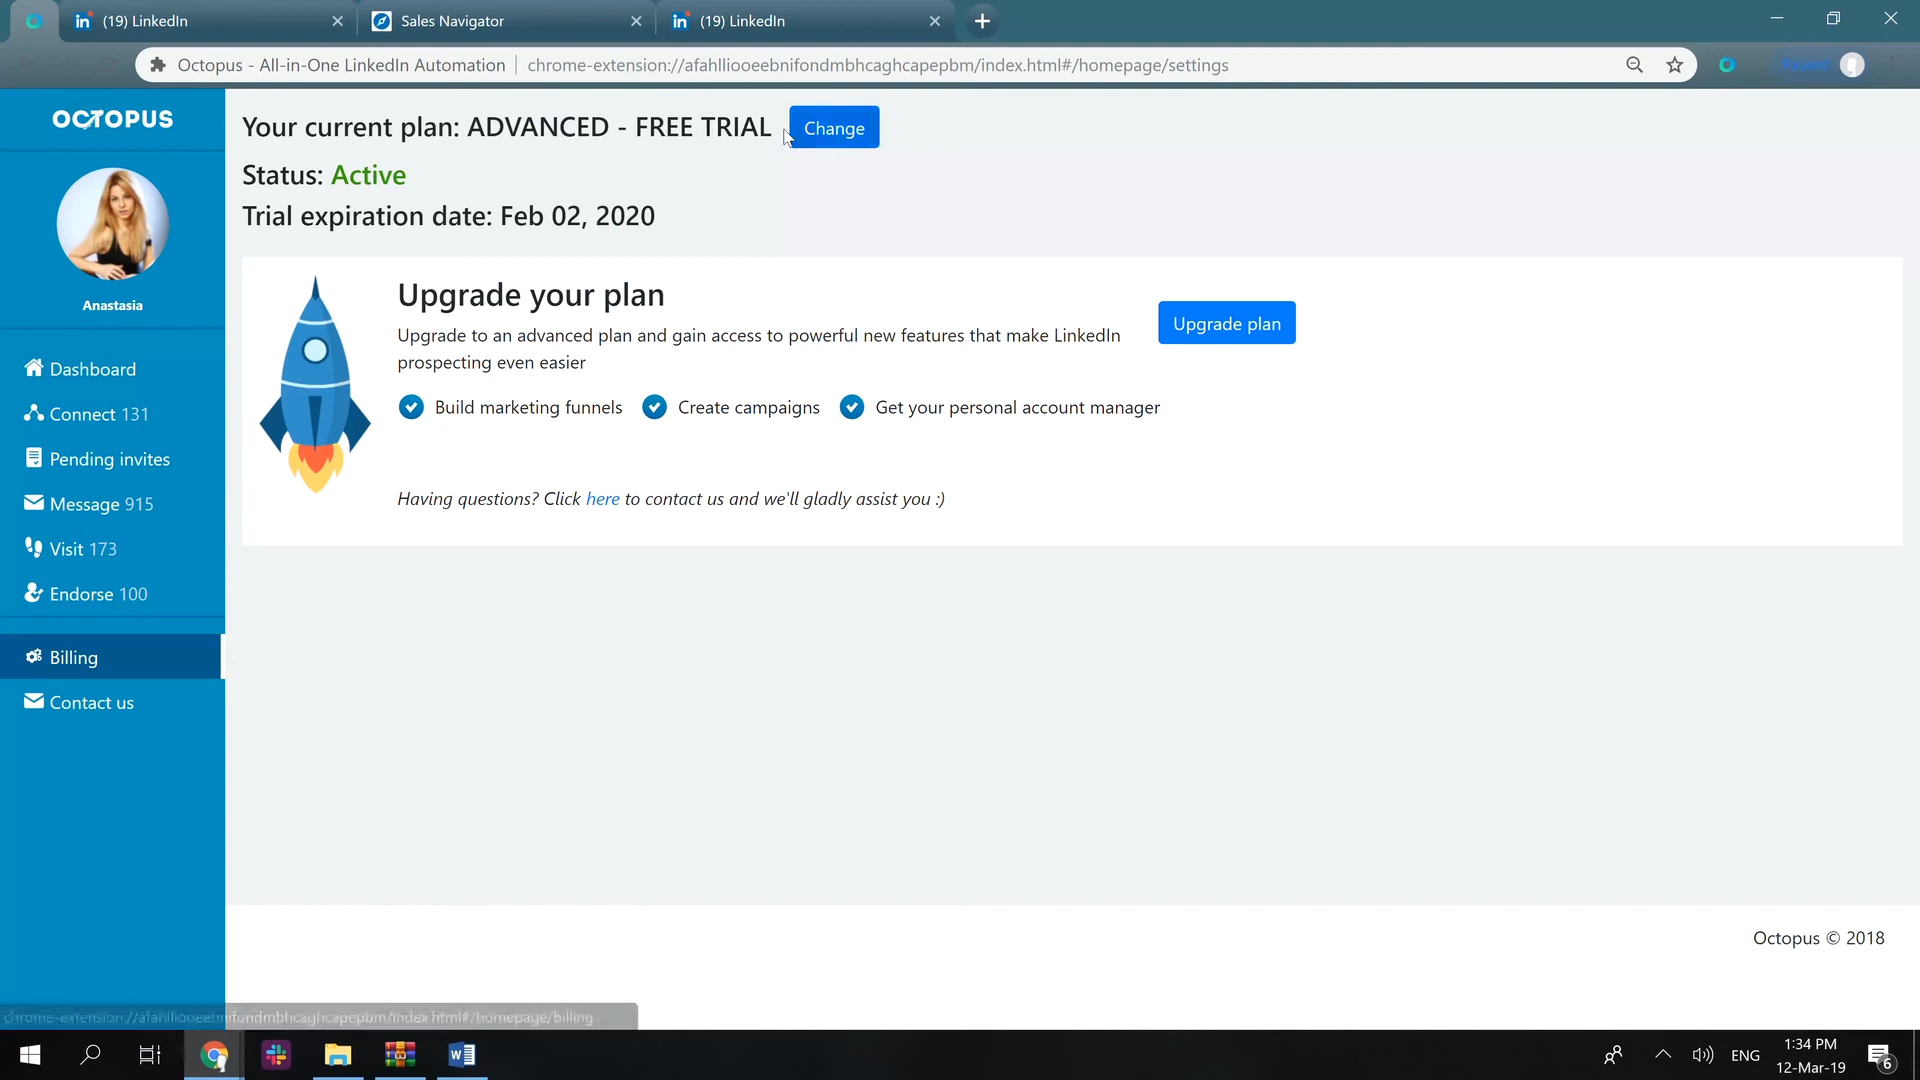 (19) LinkedIn
Sales Navigator
(19) LinkedIn
Octopus - All-in-One LinkedIn Automation
chrome-extension://afahlliooeebnifondmbhcaghcapepbm/index.html#/homepage/settings
OCTOPUS
Anastasia
Dashboard
Connect 131
Pending invites
Message 915
Visit 173
Endorse 100
Billing
Contact us
Your current plan: ADVANCED - FREE TRIAL
Change
Status: Active
Trial expiration date: Feb 02, 2020
Upgrade your plan
Upgrade to an advanced plan and gain access to powerful new features that make LinkedIn
prospecting even easier
Upgrade plan
Build marketing funnels
Create campaigns
Get your personal account manager
Having questions? Click here to contact us and we'll gladly assist you :)
Octopus © 2018
ENG
1:34 PM
12-Mar-19
6